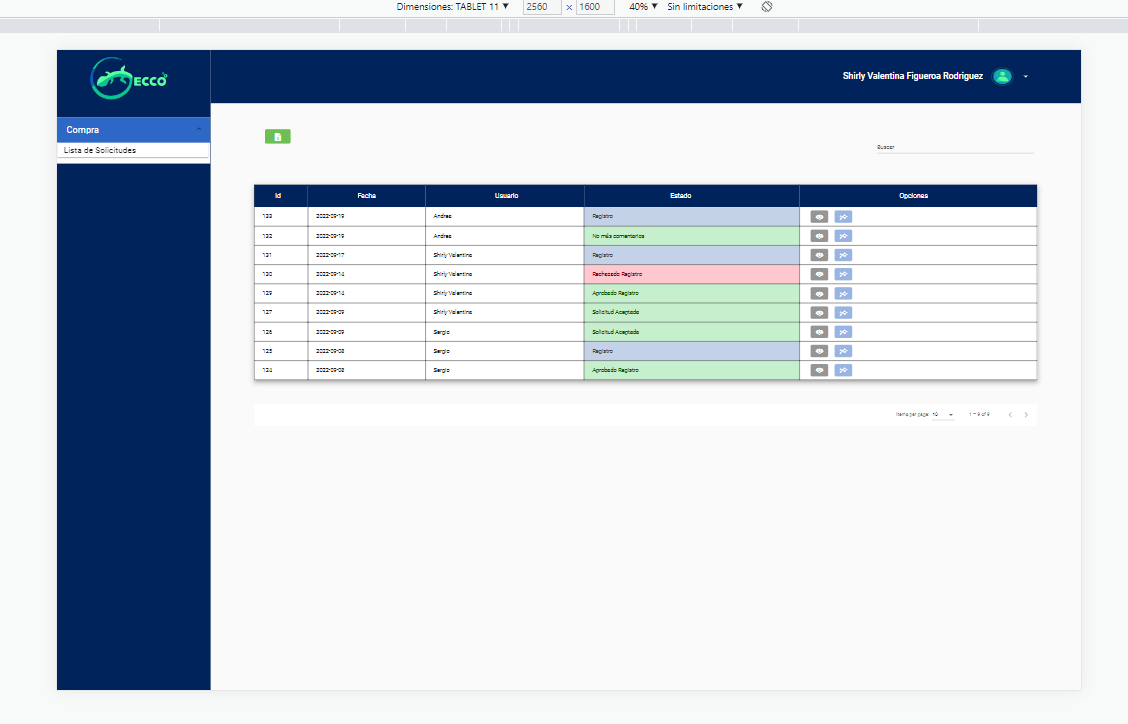 Dimensiones: TABLET 11 ▼ 2560 × 1600 40% ▼ Sin limitaciones ▼
ECCO
Shirly Valentina Figueroa Rodriguez
Compra
Lista de Solicitudes
Buscar
Id Fecha Usuario Estado Opciones
133 2022-09-19 Andres Registro
132 2022-09-19 Andres No más comentarios
131 2022-09-17 Shirly Valentina Registro
130 2022-09-14 Shirly Valentina Rechazado Registro
129 2022-09-14 Shirly Valentina Aprobado Registro
127 2022-09-09 Shirly Valentina Solicitud Aceptada
126 2022-09-09 Sergio Solicitud Aceptada
125 2022-09-08 Sergio Registro
124 2022-09-08 Sergio Aprobado Registro
Items per page: 10 1 – 9 of 9